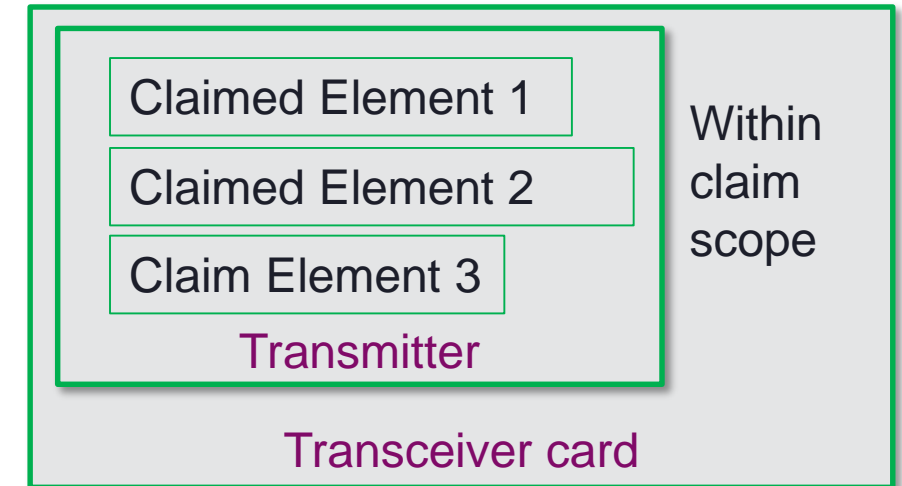 Claimed Element 1
Claimed Element 2
Claim Element 3
Transmitter
Within
claim
scope
Transceiver card